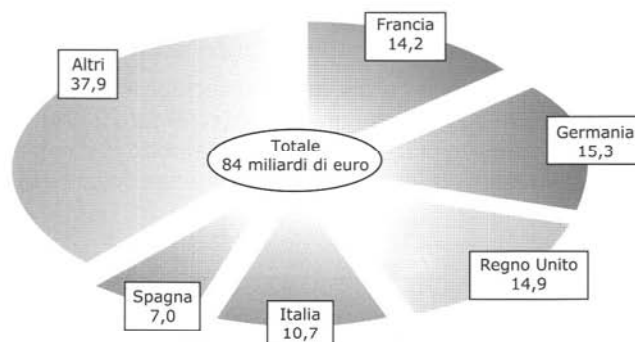 Francia
14,2
Altri
37,9
Germania
15,3
Totale
84 miliardi di euro
Regno Unito
14,9
Spagna
7,0
Italia
10,7